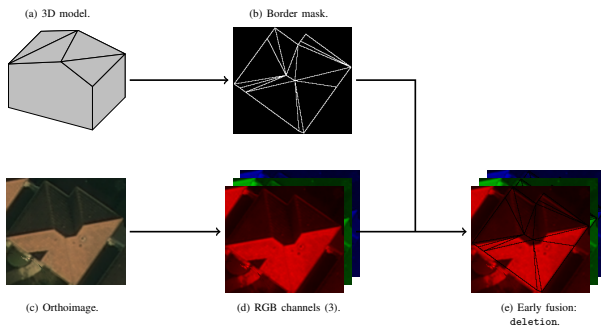 (a) 3D model.
(b) Border mask.
(c) Orthoimage.
(d) RGB channels (3).
(e) Early fusion:
deletion.